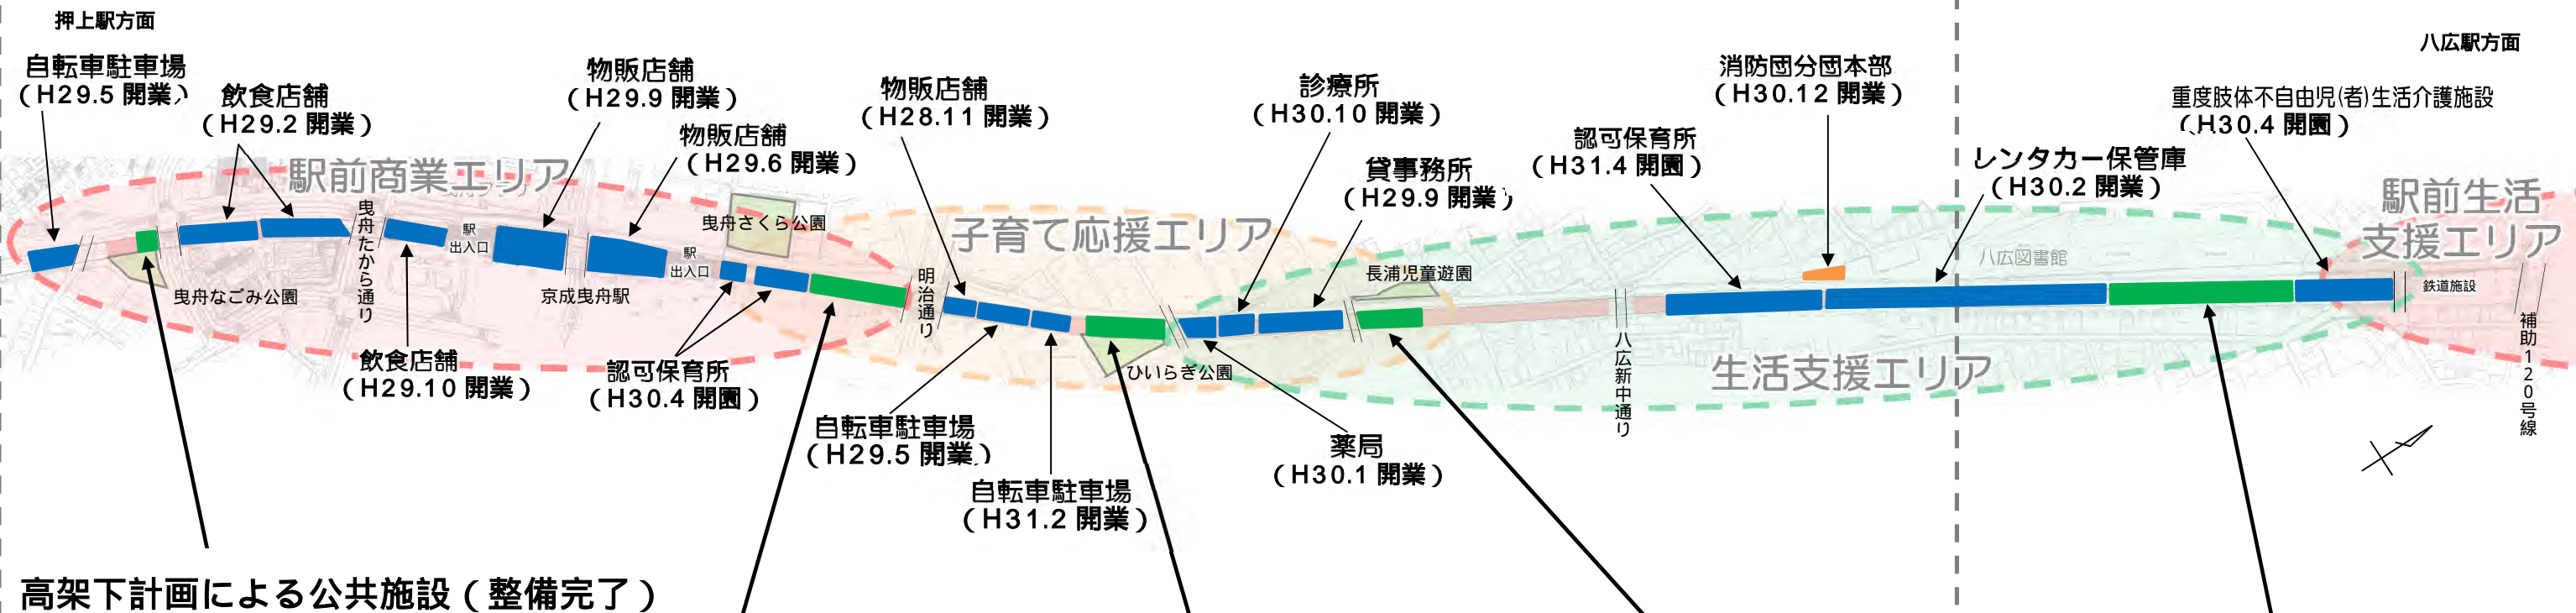 押上駅方面
八広駅方面
自転車駐車場
（H29.5 開業）
飲食店舗
（H29.2 開業）
物販店舗
（H29.9 開業）
物販店舗
（H29.6 開業）
物販店舗
（H28.11 開業）
診療所
（H30.10 開業）
貸事務所
（H29.9 開業）
認可保育所
（H31.4 開園）
消防団分団本部
（H30.12 開業）
レンタカー保管庫
（H30.2 開業）
重度肢体不自由児(者)生活介護施設
（H30.4 開園）
駅前商業エリア
子育て応援エリア
生活支援エリア
駅前生活
支援エリア
曳舟なごみ公園
曳舟たから通り
駅
出入口
京成曳舟駅
駅
出入口
曳舟さくら公園
明治通り
ひいらぎ公園
長浦児童遊園
八広新中通り
八広図書館
鉄道施設
補助120号線
飲食店舗
（H29.10 開業）
認可保育所
（H30.4 開園）
自転車駐車場
（H29.5 開業）
自転車駐車場
（H31.2 開業）
薬局
（H30.1 開業）
高架下計画による公共施設（整備完了）